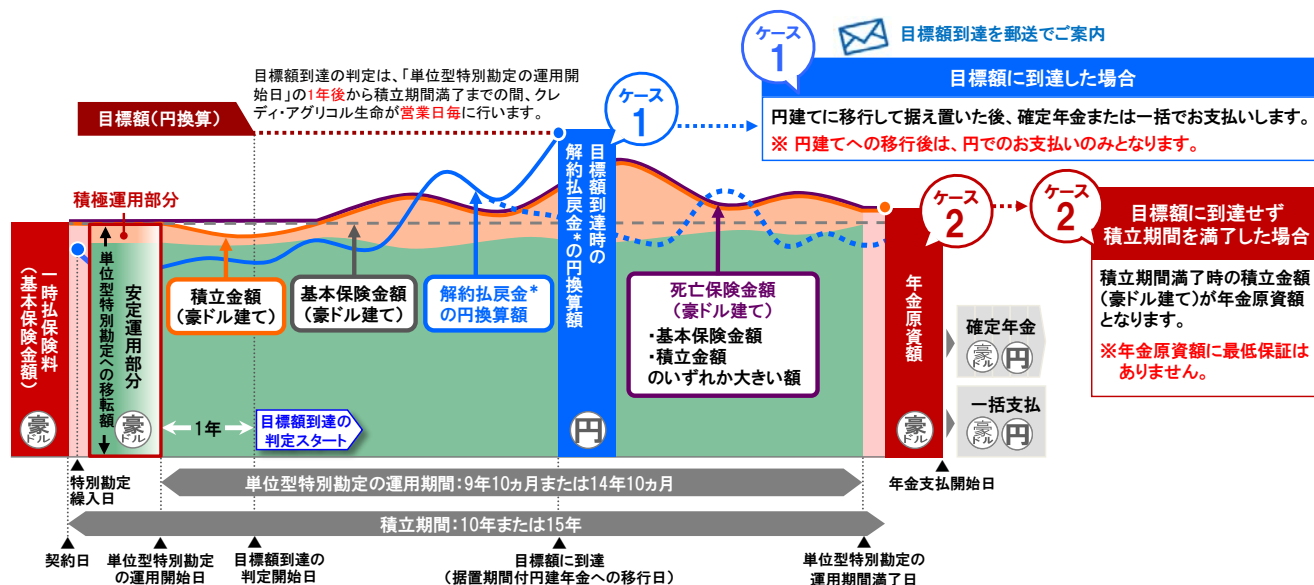 ケース
1
目標額到達を郵送でご案内
目標額に到達した場合
円建てに移行して据え置いた後、確定年金または一括でお支払いします。
※ 円建てへの移行後は、円でのお支払いのみとなります。
目標額到達の判定は、「単位型特別勘定の運用開
始日」の1年後から積立期間満了までの間、クレ
ディ・アグリコル生命が営業日毎に行います。
目標額(円換算)
ケース
1
目標額到達時の
解約払戻金*の円換算額
円
積極運用部分
一時払保険料
(基本保険金額)
豪ドル
単位型特別勘定への移転額
安定運用部分
豪ドル
積立金額
(豪ドル建て)
基本保険金額
(豪ドル建て)
解約払戻金*
の円換算額
死亡保険金額
(豪ドル建て)
・基本保険金額
・積立金額
のいずれか大きい額
1年
目標額到達の
判定スタート
年金原資額
豪ドル
ケース
2
ケース
2
目標額に到達せず
積立期間を満了した場合
積立期間満了時の積立金額
(豪ドル建て)が年金原資額
となります。
※年金原資額に最低保証は
ありません。
確定年金
豪ドル 円
一括支払
豪ドル 円
特別勘定
繰入日
単位型特別勘定の運用期間:9年10ヵ月または14年10ヵ月
年金支払開始日
積立期間:10年または15年
契約日
単位型特別勘定
の運用開始日
目標額到達の
判定開始日
目標額に到達
(据置期間付円建年金への移行日)
単位型特別勘定の
運用期間満了日